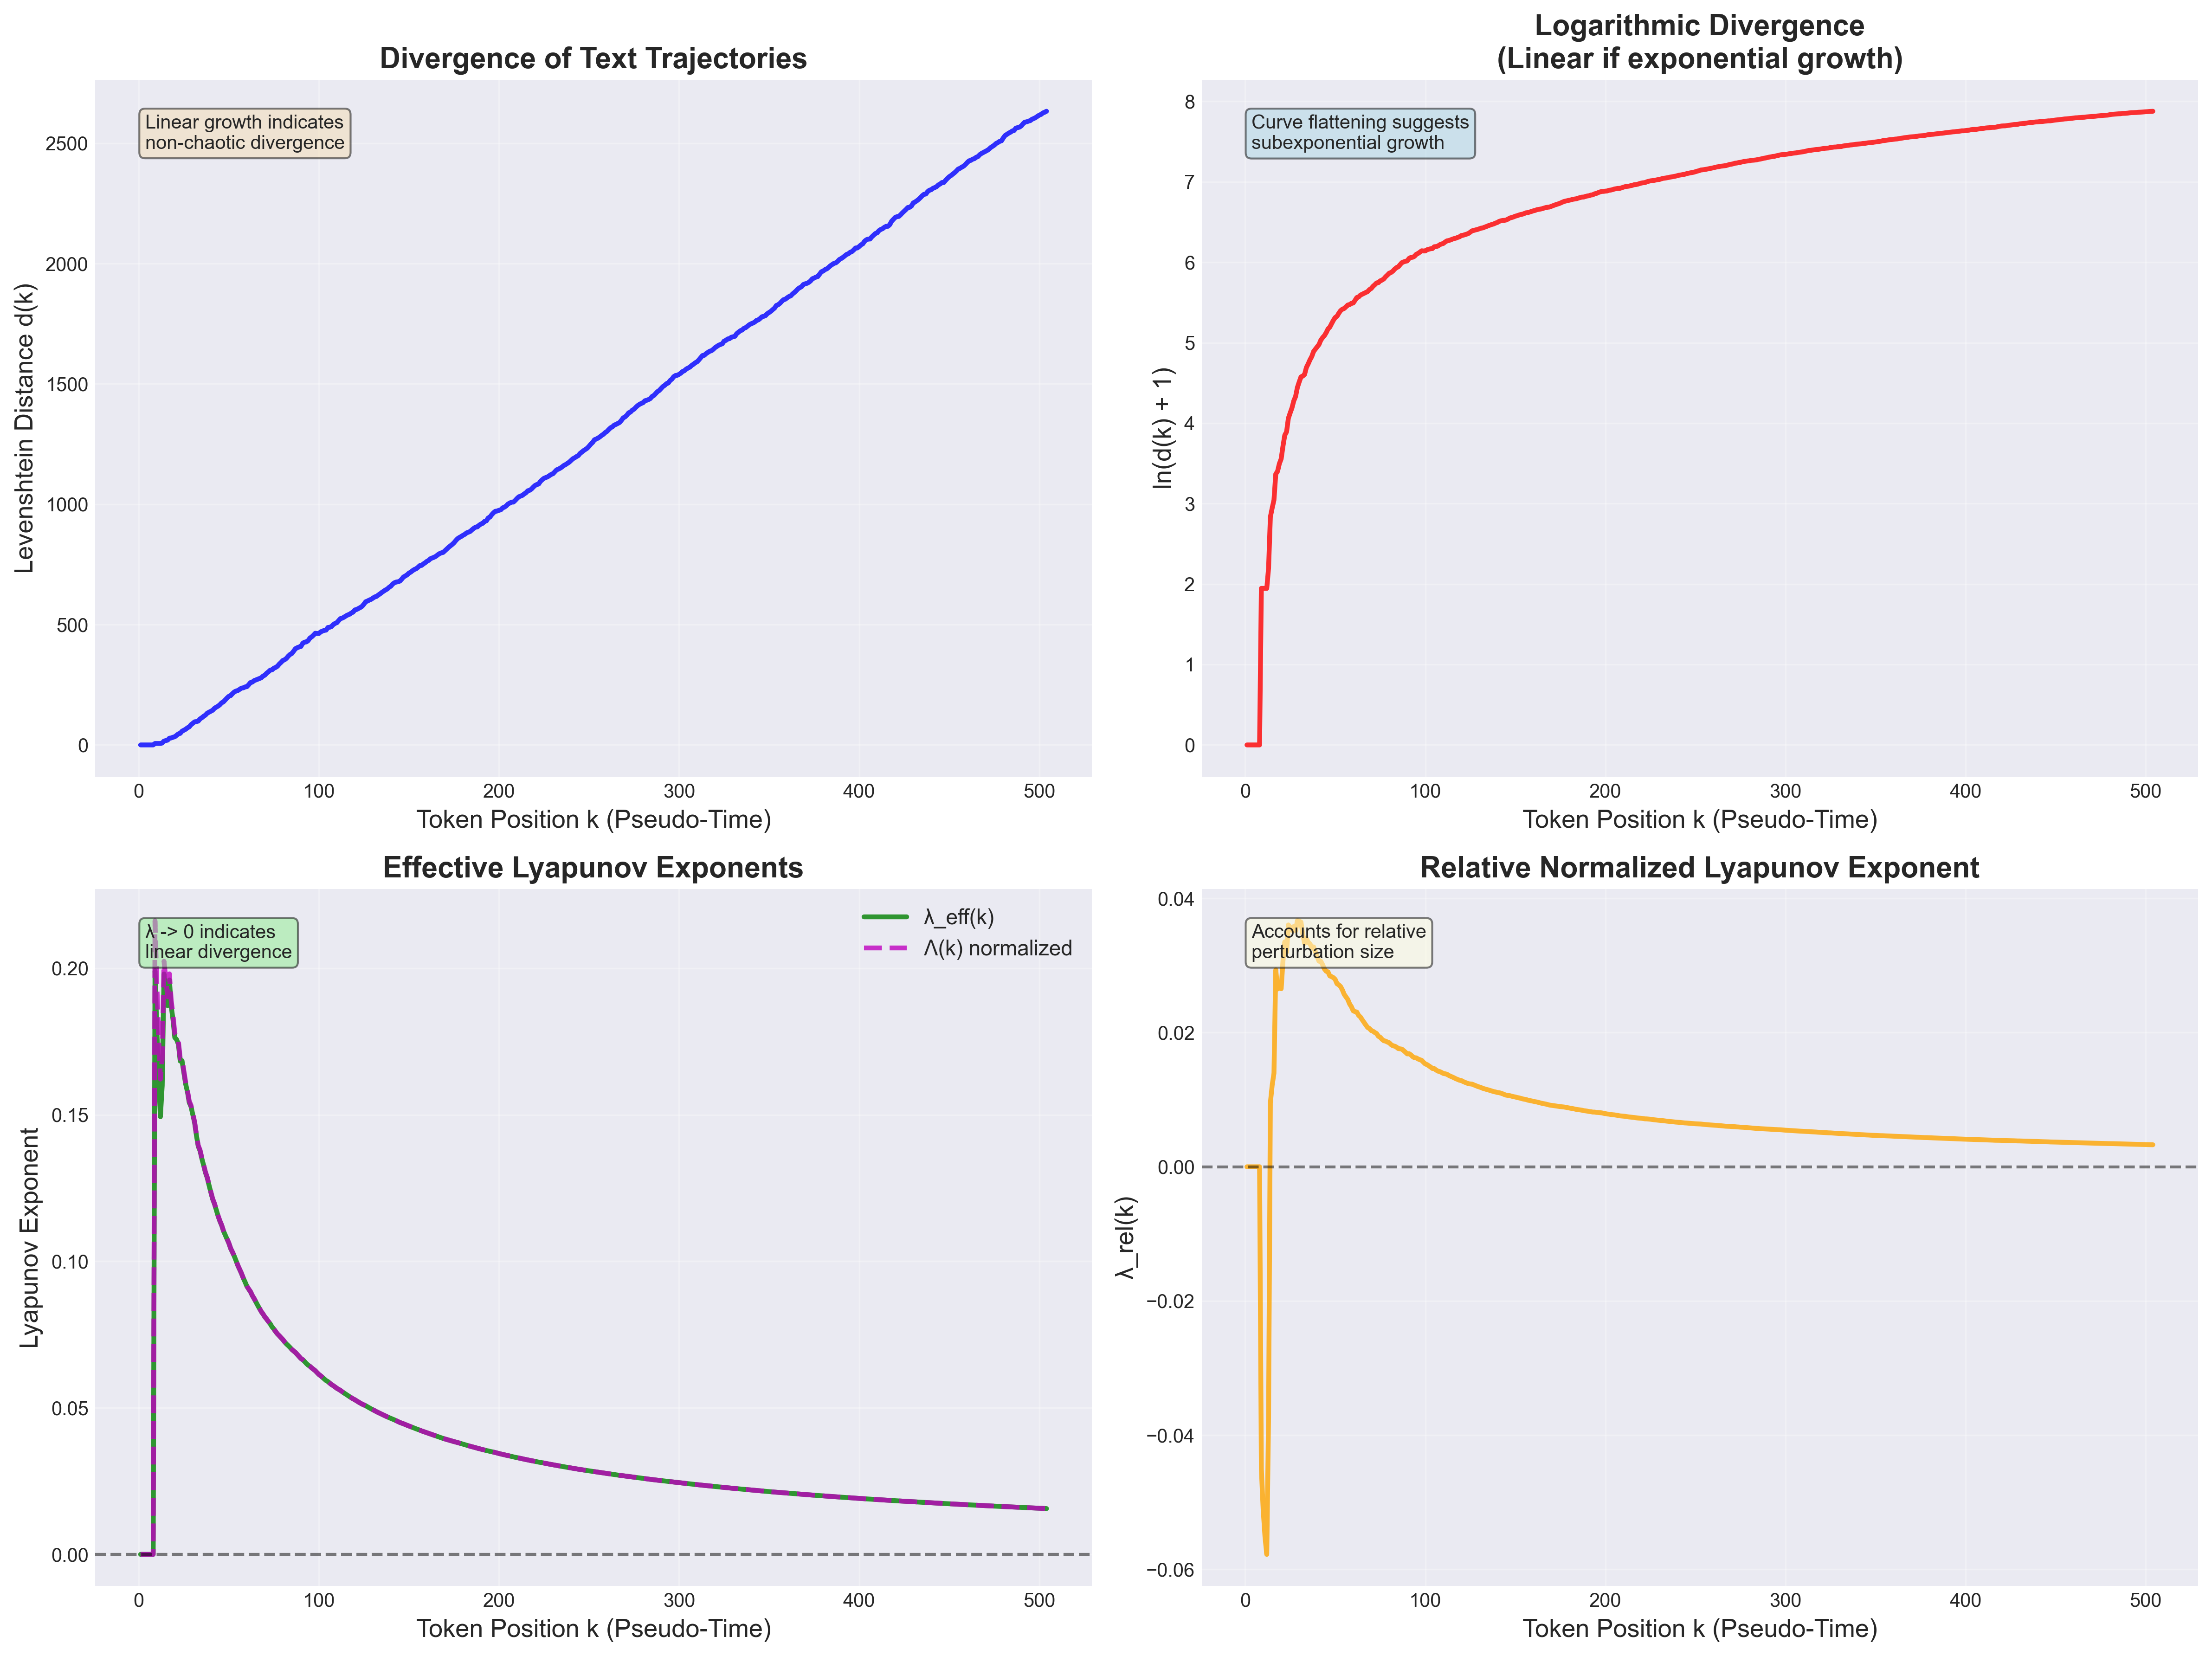 Divergence of Text Trajectories
Linear growth indicates
non-chaotic divergence
Levenshtein Distance d(k)
2500
2000
1500
1000
500
0
0 100 200 300 400 500
Token Position k (Pseudo-Time)
Logarithmic Divergence
(Linear if exponential growth)
Curve flattening suggests
subexponential growth
ln(d(k) + 1)
8
7
6
5
4
3
2
1
0
0 100 200 300 400 500
Token Position k (Pseudo-Time)
Effective Lyapunov Exponents
λ -> 0 indicates
linear divergence
λ_eff(k)
Λ(k) normalized
Lyapunov Exponent
0.20
0.15
0.10
0.05
0.00
0 100 200 300 400 500
Token Position k (Pseudo-Time)
Relative Normalized Lyapunov Exponent
Accounts for relative
perturbation size
λ_rel(k)
0.04
0.02
0.00
−0.02
−0.04
−0.06
0 100 200 300 400 500
Token Position k (Pseudo-Time)